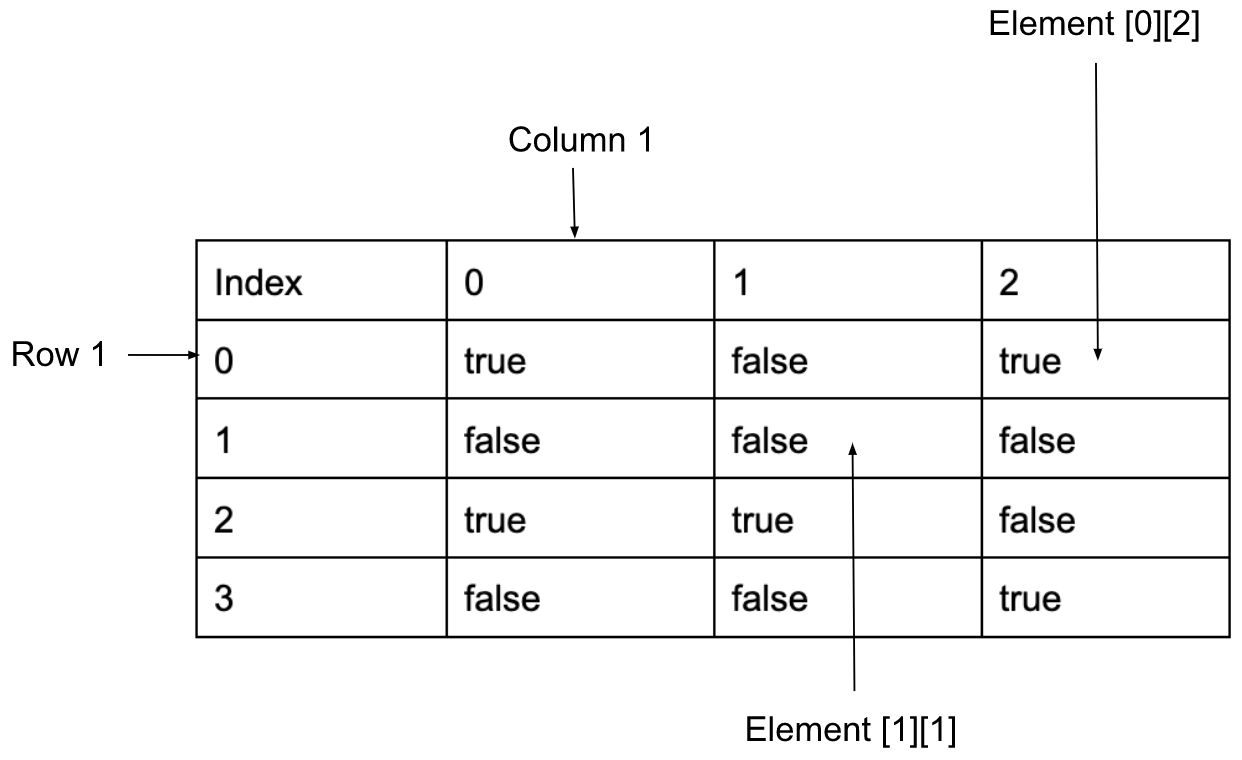 Element [0][2]
Column 1
Index 0 1 2
Row 1
0 true false true
1 false false false
2 true true false
3 false false true
Element [1][1]